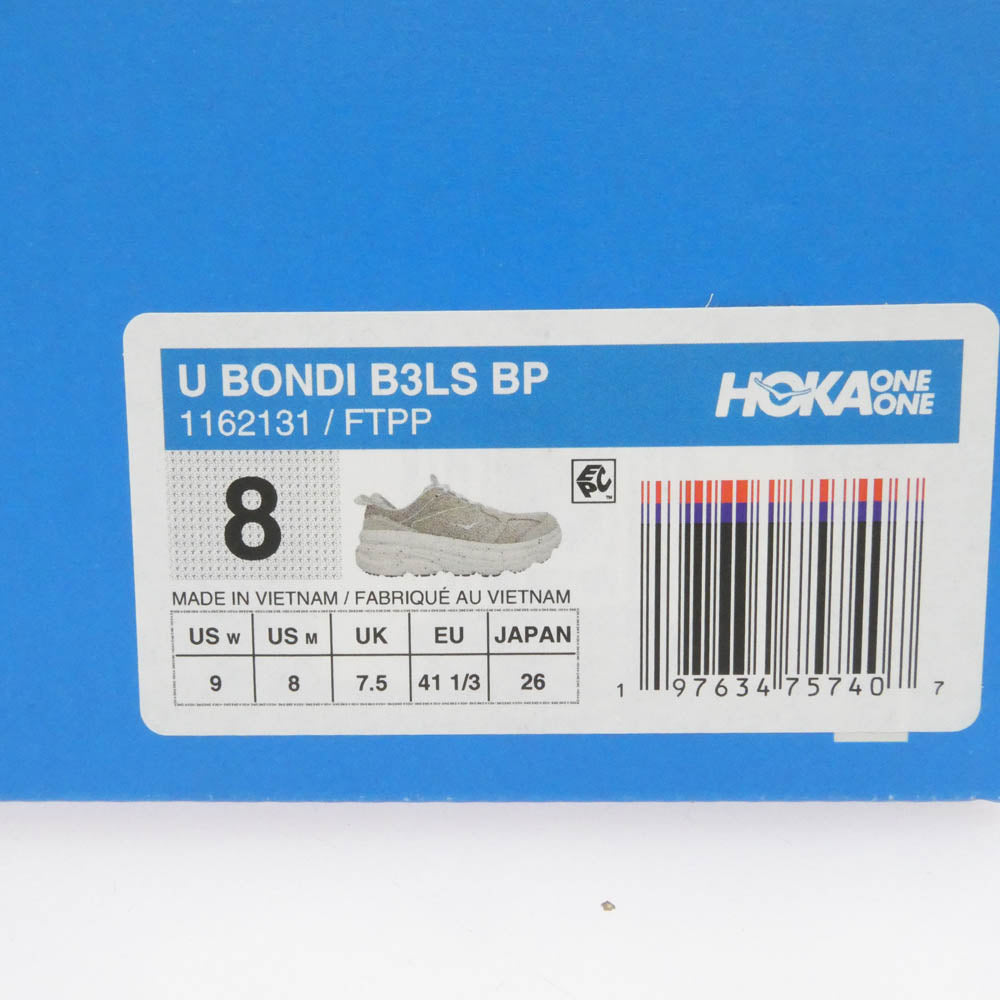 U BONDI B3LS BP
1162131 / FTPP
HOKA ONE ONE
8
EPC™
MADE IN VIETNAM / FABRIQUÉ AU VIETNAM
US W US M UK EU JAPAN
9 8 7.5 41 1/3 26
1 97634 75740 7